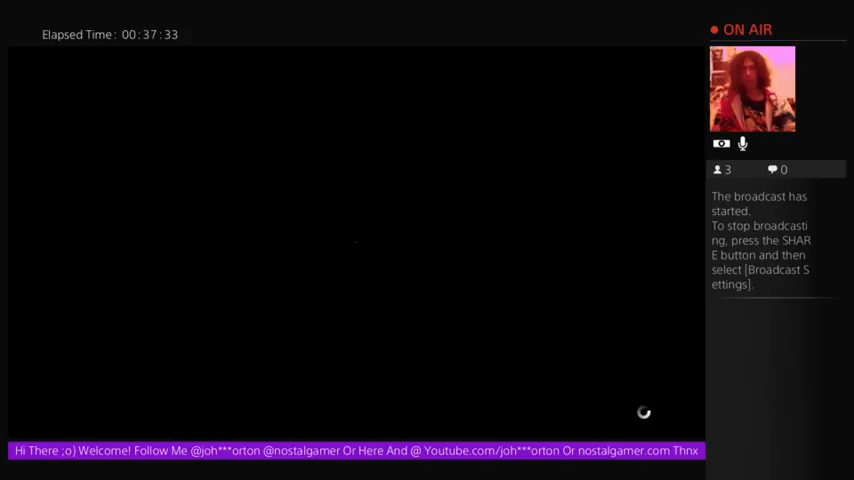 Elapsed Time: 00:37:33
ON AIR
3
0
The broadcast has
started.
To stop broadcasti
ng, press the SHAR
E button and then
select [Broadcast S
ettings].
Hi There ;o) Welcome! Follow Me @joh***orton @nostalgamer Or Here And @ Youtube.com/joh***orton Or nostalgamer.com Thnx